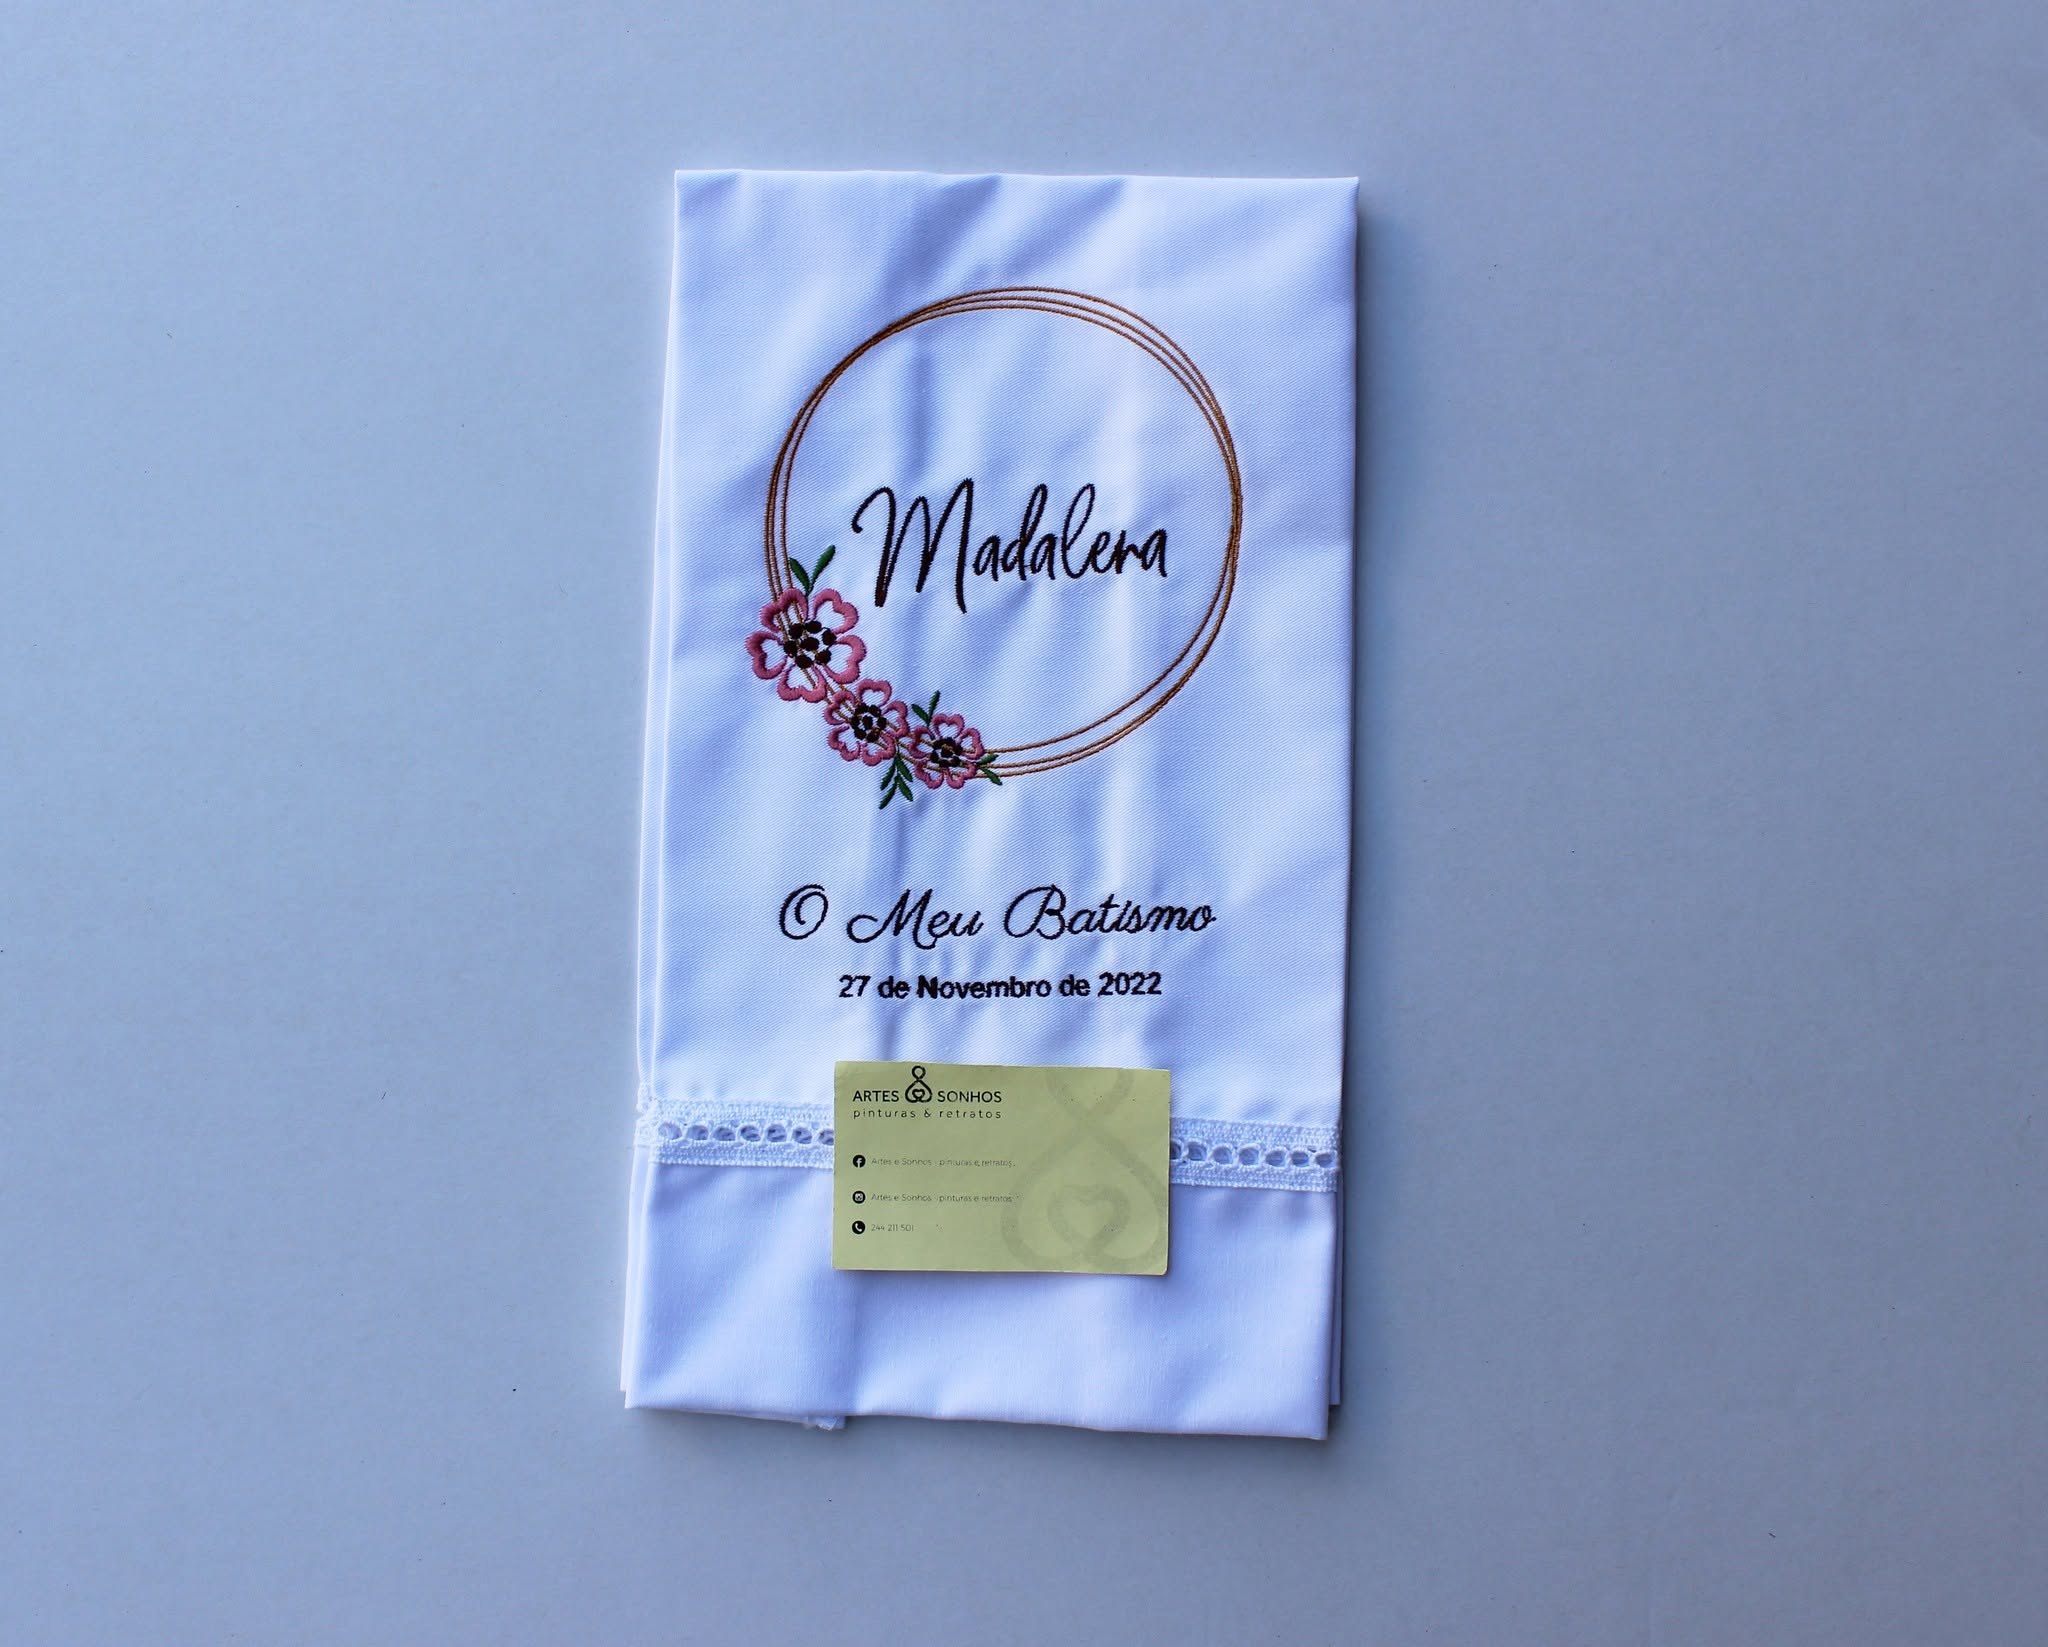 Madalena
O Meu Batismo
27 de Novembro de 2022
ARTES & SONHOS
pinturas & retratos
Artes e Sonhos - pinturas e retratos
Artes e Sonhos - pinturas e retratos
244 211 501